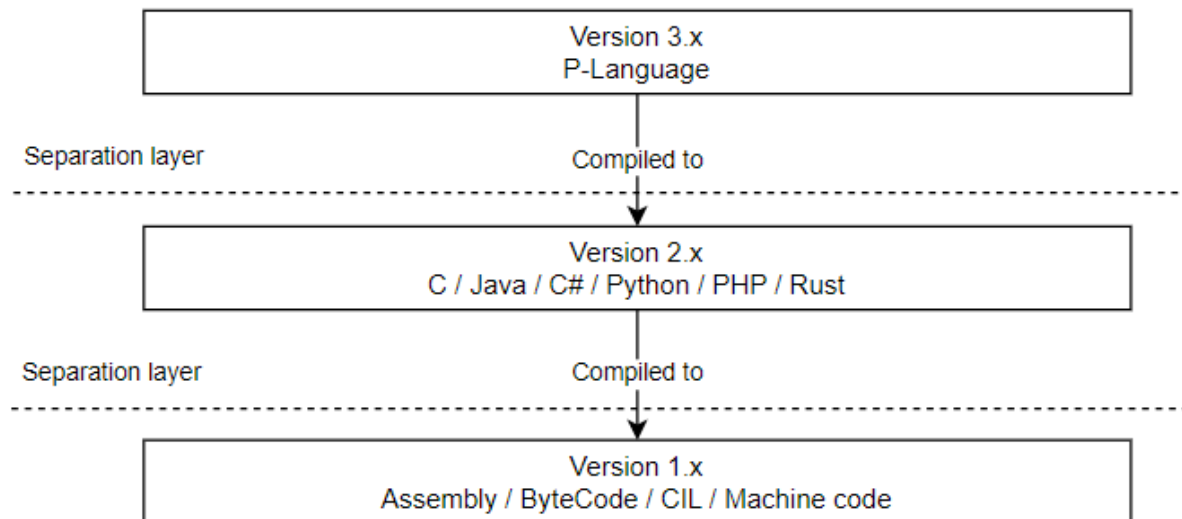 Version 3.x
P-Language
Separation layer
Compiled to
Version 2.x
C / Java / C# / Python / PHP / Rust
Separation layer
Compiled to
Version 1.x
Assembly / ByteCode / CIL / Machine code